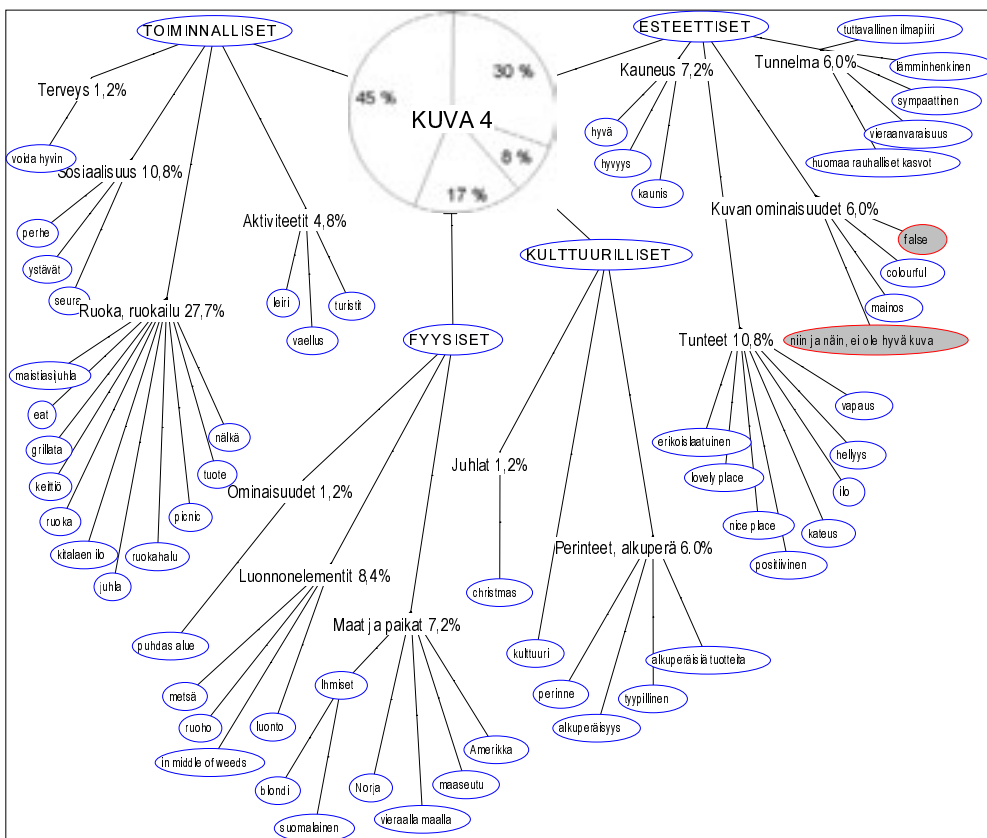 TOIMINNALLISET
Terveys 1,2%
voida hyvin
Sosiaalisuus 10,8%
perhe
ystävät
seura
Ruoka, ruokailu 27,7%
maistiasijuhla
eat
grillata
keittiö
ruoka
kitalaen ilo
juhla
ruokahalu
picnic
tuote
nälkä
Aktiviteetit 4,8%
leiri
vaellus
turistit
KUVA 4
45 %
30 %
8 %
17 %
FYYSISET
Ominaisuudet 1,2%
puhdas alue
Luonnonelementit 8,4%
metsä
ruoho
in middle of weeds
luonto
Maat ja paikat 7,2%
Ihmiset
blondi
suomalainen
Norja
vieraalla maalla
maaseutu
Amerikka
KULTTUURILLISET
Juhlat 1,2%
christmas
kulttuuri
Perinteet, alkuperä 6.0%
perinne
alkuperäisyys
tyypillinen
alkuperäisiä tuotteita
ESTEETTISET
Kauneus 7,2%
hyvä
hyvyys
kaunis
Tunnelma 6,0%
tuttavallinen ilmapiiri
lämminhenkinen
sympaattinen
vieraanvaraisuus
huomaa rauhalliset kasvot
Kuvan ominaisuudet 6,0%
false
colourful
mainos
niin ja näin, ei ole hyvä kuva
Tunteet 10,8%
erikoislaatuinen
lovely place
nice place
positiivinen
kateus
ilo
hellyys
vapaus